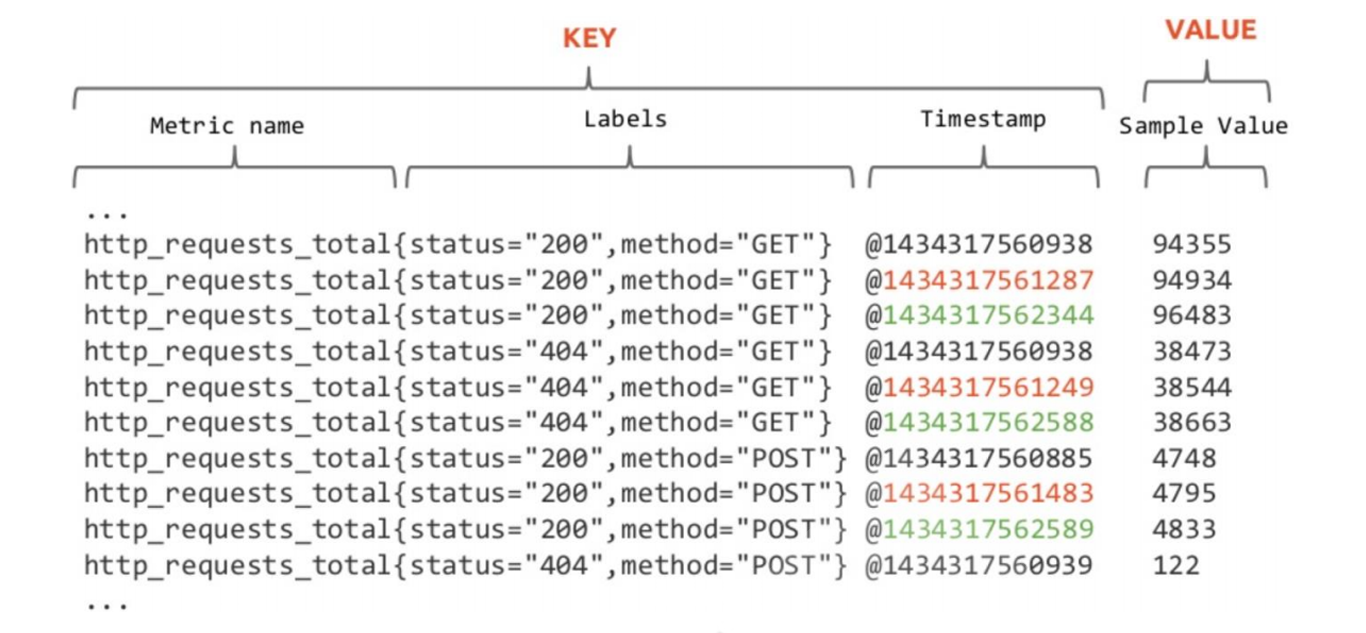 KEY VALUE
Metric name Labels Timestamp Sample Value
...
http_requests_total{status="200",method="GET"} @1434317560938 94355
http_requests_total{status="200",method="GET"} @1434317561287 94934
http_requests_total{status="200",method="GET"} @1434317562344 96483
http_requests_total{status="404",method="GET"} @1434317560938 38473
http_requests_total{status="404",method="GET"} @1434317561249 38544
http_requests_total{status="404",method="GET"} @1434317562588 38663
http_requests_total{status="200",method="POST"} @1434317560885 4748
http_requests_total{status="200",method="POST"} @1434317561483 4795
http_requests_total{status="200",method="POST"} @1434317562589 4833
http_requests_total{status="404",method="POST"} @1434317560939 122
...